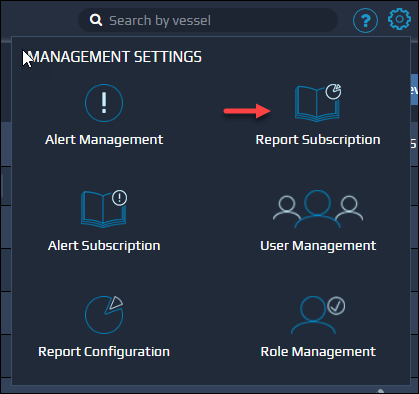 Search by vessel
?
MANAGEMENT SETTINGS
!
Alert Management
Report Subscription
!
Alert Subscription
User Management
Report Configuration
Role Management